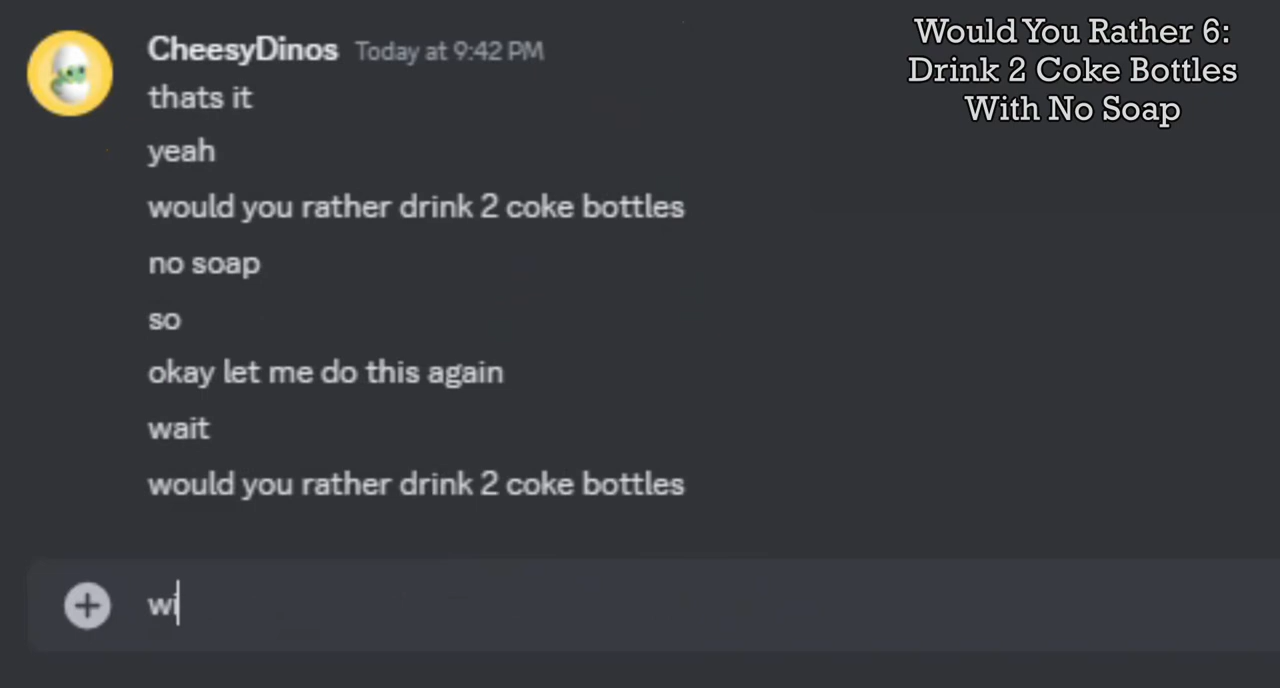 CheesyDinos Today at 9:42 PM
thats it
yeah
would you rather drink 2 coke bottles
no soap
so
okay let me do this again
wait
would you rather drink 2 coke bottles
wi
Would You Rather 6:
Drink 2 Coke Bottles
With No Soap